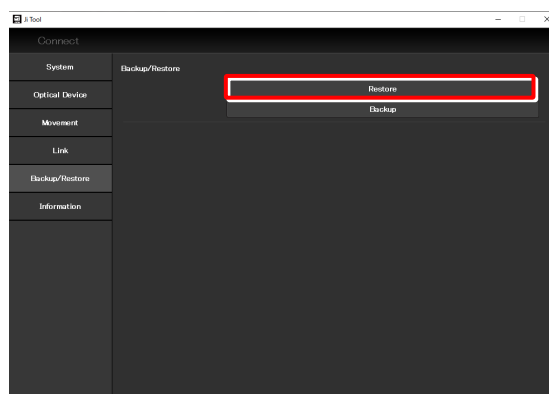 Ji Tool
Connect
System
Optical Device
Movement
Link
Backup/Restore
Information
Backup/Restore
Restore
Backup